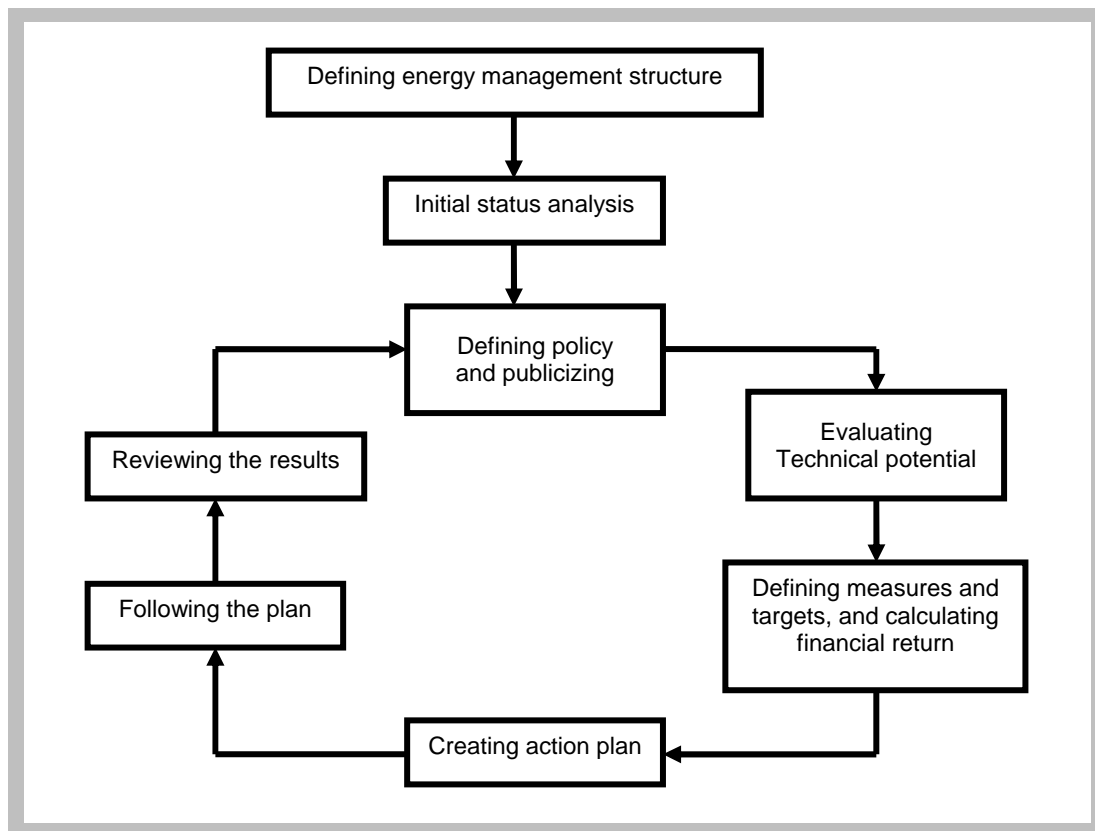 Defining energy management structure
Initial status analysis
Defining policy
and publicizing
Evaluating
Technical potential
Defining measures and
targets, and calculating
financial return
Creating action plan
Following the plan
Reviewing the results